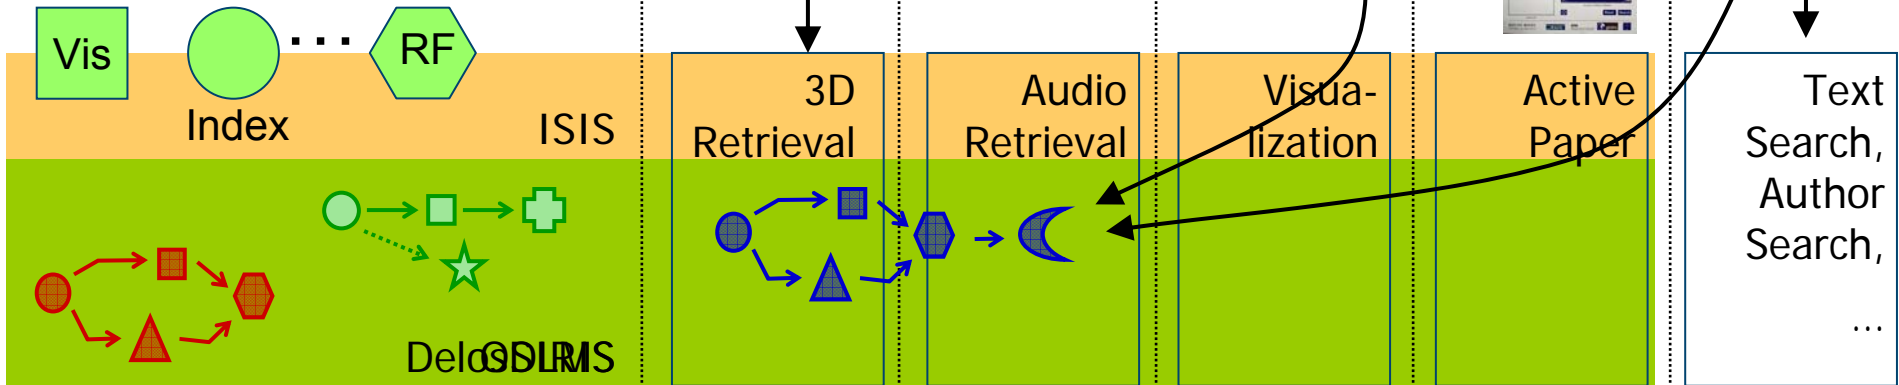 Vis
...
RF
Index
ISIS
3D
Retrieval
Audio
Retrieval
Visua-
lization
Active
Paper
Text
Search,
Author
Search,
...